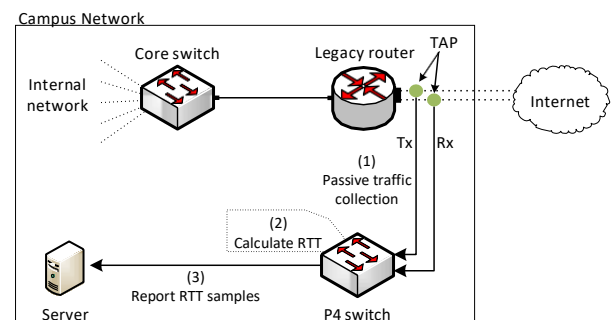 Campus Network
Core switch
Legacy router
TAP
Internal
network
Internet
Tx
Rx
(1)
Passive traffic
collection
(2)
Calculate RTT
(3)
Report RTT samples
Server
P4 switch